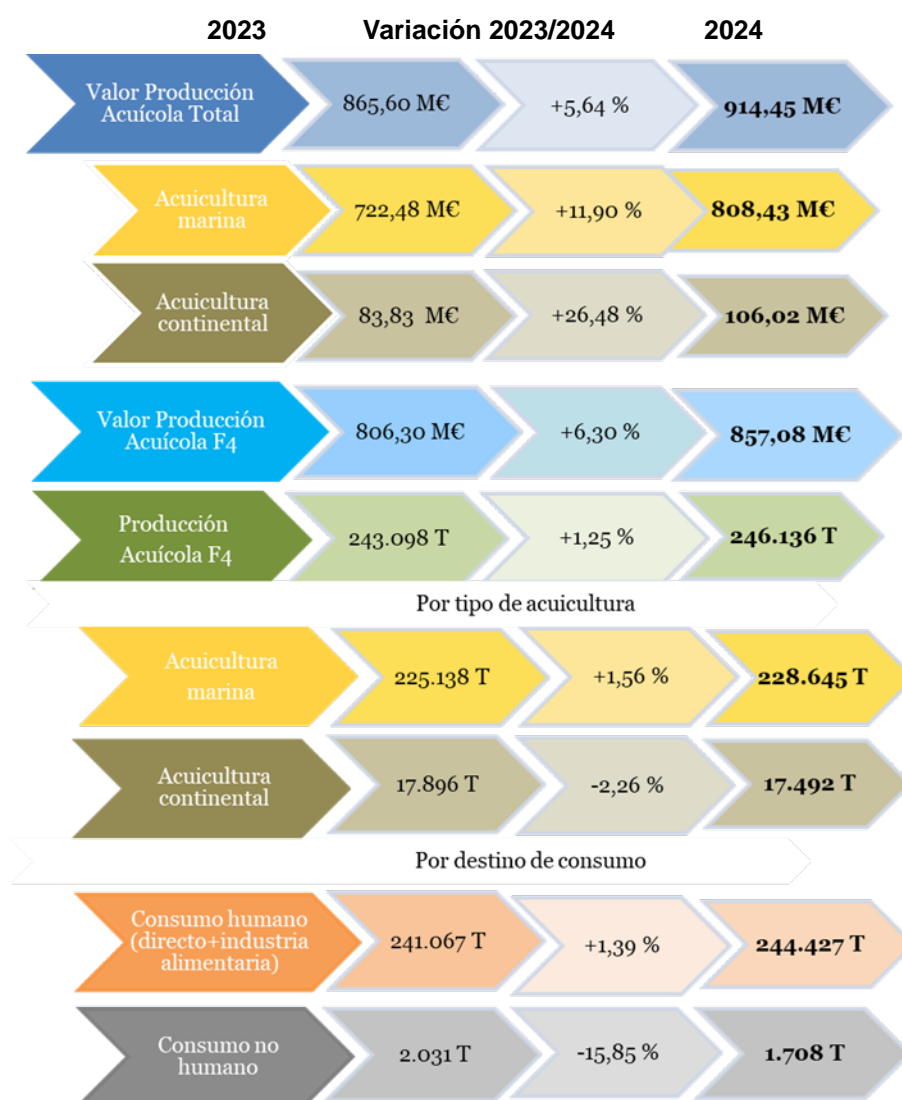 2023 Variación 2023/2024 2024
Valor Producción
Acuícola Total
865,60 M€ +5,64 % 914,45 M€
Acuicultura
marina
722,48 M€ +11,90 % 808,43 M€
Acuicultura
continental
83,83 M€ +26,48 % 106,02 M€
Valor Producción
Acuícola F4
806,30 M€ +6,30 % 857,08 M€
Producción
Acuícola F4
243.098 T +1,25 % 246.136 T
Por tipo de acuicultura
Acuicultura
marina
225.138 T +1,56 % 228.645 T
Acuicultura
continental
17.896 T -2,26 % 17.492 T
Por destino de consumo
Consumo humano
(directo+industria
alimentaria)
241.067 T +1,39 % 244.427 T
Consumo no
humano
2.031 T -15,85 % 1.708 T